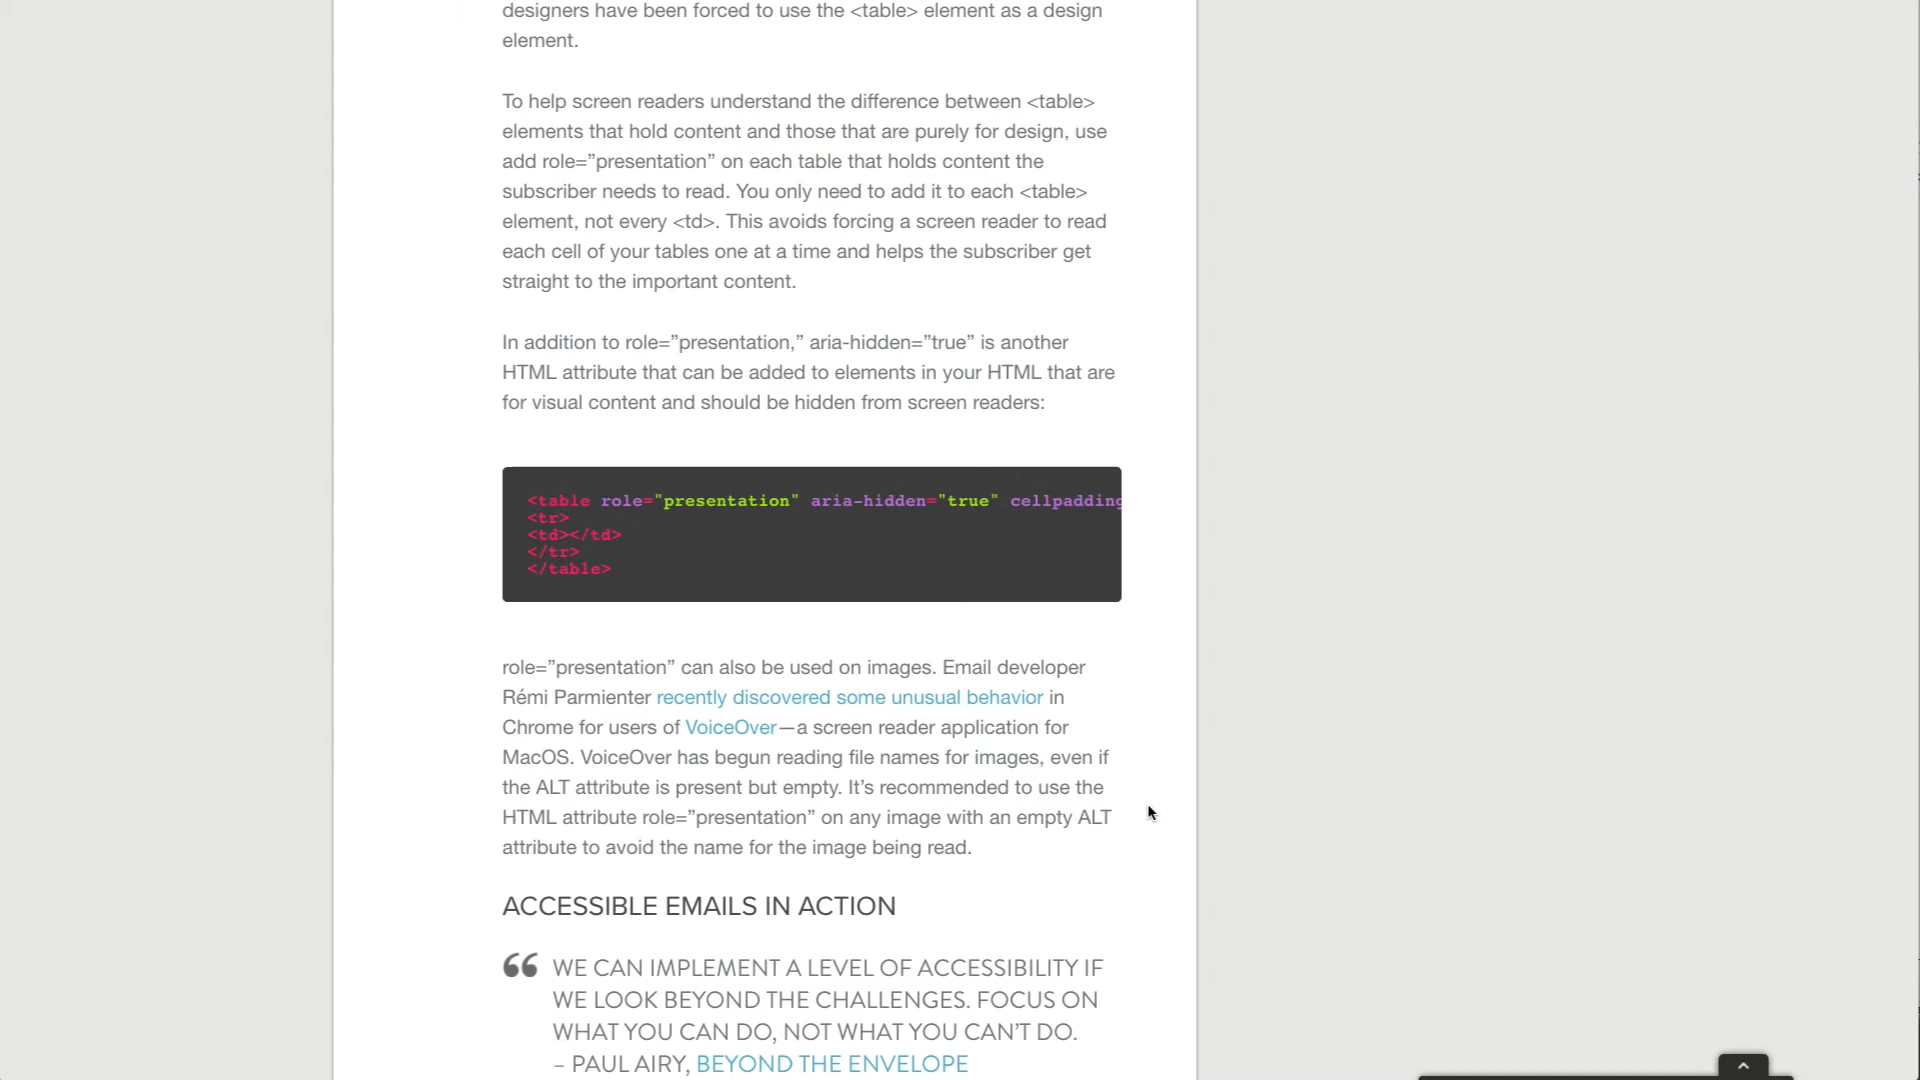 designers have been forced to use the <table> element as a design
element.
To help screen readers understand the difference between <table>
elements that hold content and those that are purely for design, use
add role=”presentation” on each table that holds content the
subscriber needs to read. You only need to add it to each <table>
element, not every <td>. This avoids forcing a screen reader to read
each cell of your tables one at a time and helps the subscriber get
straight to the important content.
In addition to role=”presentation,” aria-hidden=”true” is another
HTML attribute that can be added to elements in your HTML that are
for visual content and should be hidden from screen readers:
<table role="presentation" aria-hidden="true" cellpadding
<tr>
<td></td>
</tr>
</table>
role=”presentation” can also be used on images. Email developer
Rémi Parmienter recently discovered some unusual behavior in
Chrome for users of VoiceOver—a screen reader application for
MacOS. VoiceOver has begun reading file names for images, even if
the ALT attribute is present but empty. It’s recommended to use the
HTML attribute role=”presentation” on any image with an empty ALT
attribute to avoid the name for the image being read.
ACCESSIBLE EMAILS IN ACTION
“ WE CAN IMPLEMENT A LEVEL OF ACCESSIBILITY IF
WE LOOK BEYOND THE CHALLENGES. FOCUS ON
WHAT YOU CAN DO, NOT WHAT YOU CAN’T DO.
– PAUL AIRY, BEYOND THE ENVELOPE